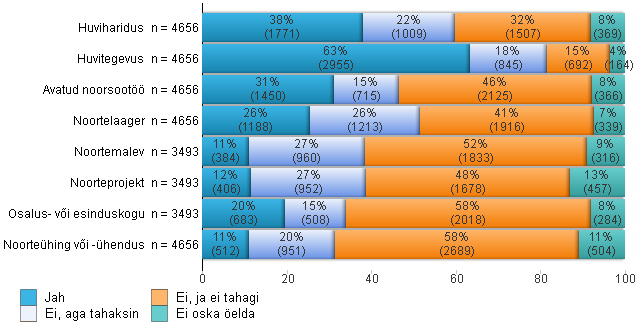 Huviharidus n = 4656 38% 22% 32% 8%
(1771) (1009) (1507) (369)
Huvitegevus n = 4656 63% 18% 15% 4%
(2955) (845) (692) (164)
Avatud noorsootöö n = 4656 31% 15% 46% 8%
(1450) (715) (2125) (366)
Noortelaager n = 4656 26% 26% 41% 7%
(1188) (1213) (1916) (339)
Noortemalev n = 3493 11% 27% 52% 9%
(384) (960) (1833) (316)
Noorteprojekt n = 3493 12% 27% 48% 13%
(406) (952) (1678) (457)
Osalus- või esinduskogu n = 3493 20% 15% 58% 8%
(683) (508) (2018) (284)
Noorteühing või -ühendus n = 4656 11% 20% 58% 11%
(512) (951) (2689) (504)
0 20 40 60 80 100
Jah Ei, ja ei tahagi
Ei, aga tahaksin Ei oska öelda